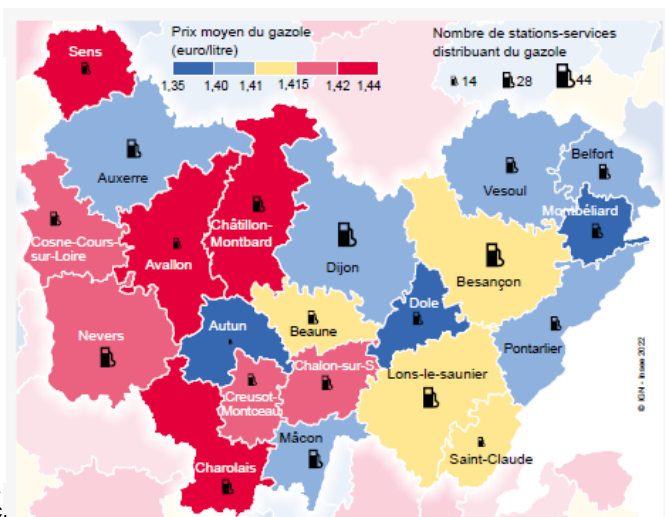 Prix moyen du gazole
(euro/litre)
1,35 1,40 1,41 1,415 1,42 1,44
Nombre de stations-services
distribuant du gazole
14 28 44
Sens
Auxerre
Belfort
Vesoul
Montbéliard
Cosne-Cours-
sur-Loire
Avallon
Châtillon-
Montbard
Dijon
Besançon
Nevers
Autun
Beaune
Dole
Pontarlier
Creusot-
Montceau
Chalon-sur-S.
Lons-le-saunier
Charolais
Mâcon
Saint-Claude
© IGN - Insee 2022